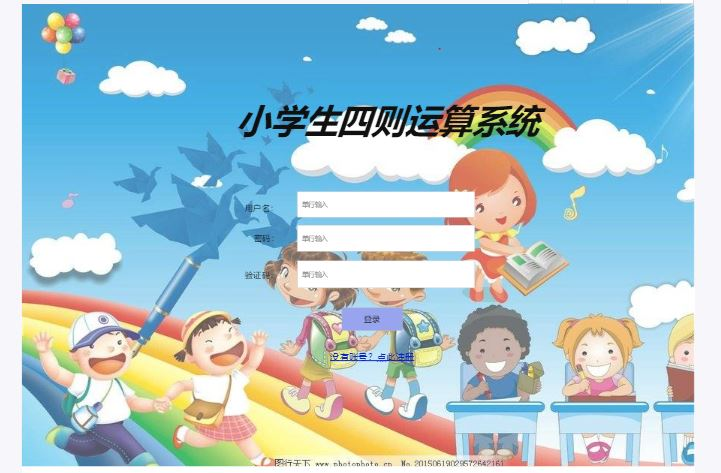 小学生四则运算系统
用户名： 单行输入
密码： 单行输入
验证码： 单行输入
登录
没有账号？点此注册
图行天下 www.photophoto.cn No.20150619029572642161